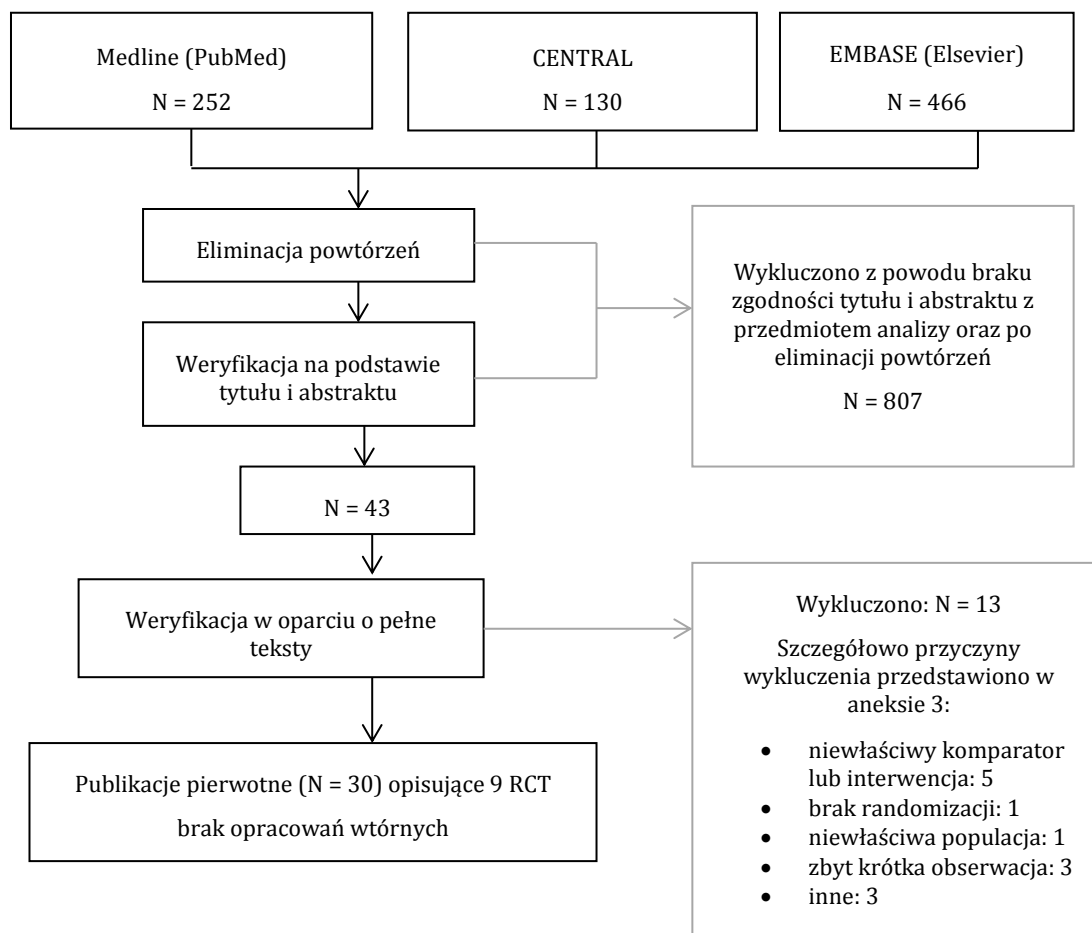 Medline (PubMed)
N = 252
CENTRAL
N = 130
EMBASE (Elsevier)
N = 466
Eliminacja powtórzeń
Weryfikacja na podstawie
tytułu i abstraktu
Wykluczono z powodu braku
zgodności tytułu i abstraktu z
przedmiotem analizy oraz po
eliminacji powtórzeń
N = 807
N = 43
Weryfikacja w oparciu o pełne
teksty
Wykluczono: N = 13
Szczegółowo przyczyny
wykluczenia przedstawiono w
aneksie 3:
• niewłaściwy komparator
lub interwencja: 5
• brak randomizacji: 1
• niewłaściwa populacja: 1
• zbyt krótka obserwacja: 3
• inne: 3
Publikacje pierwotne (N = 30) opisujące 9 RCT
brak opracowań wtórnych